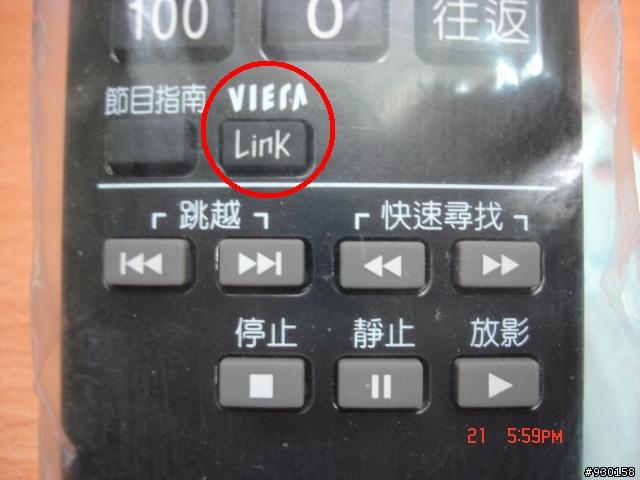 100 0 往返
節目指南 VIERA
Link
跳越 快速尋找
停止 靜止 放影
21 5:59PM
#930158